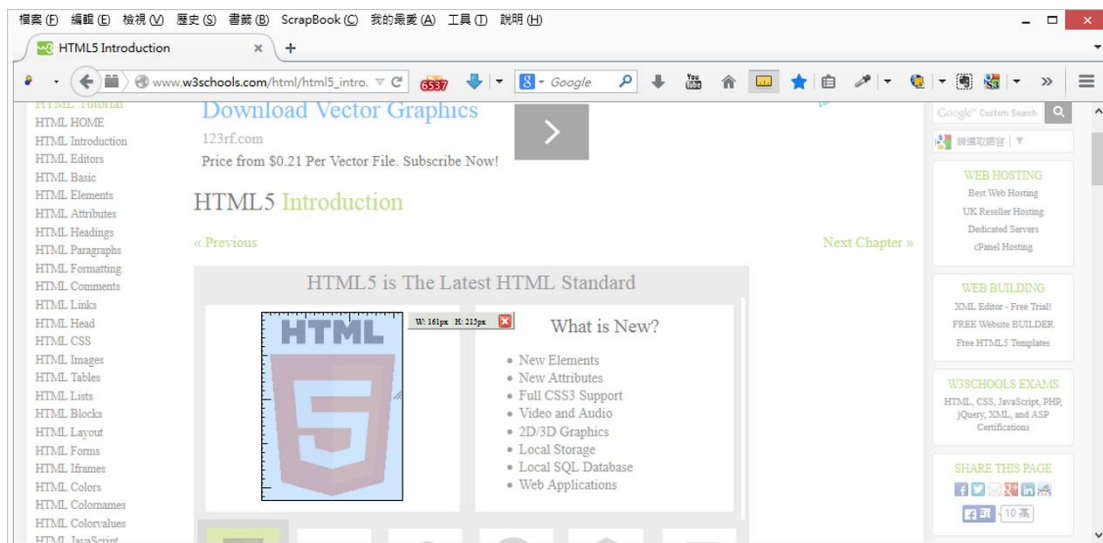 檔案(F) 編輯(E) 檢視(V) 歷史(S) 書籤(B) ScrapBook(C) 我的最愛(A) 工具(T) 說明(H)
HTML5 Introduction
www.w3schools.com/html/html5_intro.
6537
Google
You Tube
HTML Tutorial
HTML HOME
HTML Introduction
HTML Editors
HTML Basic
HTML Elements
HTML Attributes
HTML Headings
HTML Paragraphs
HTML Formatting
HTML Comments
HTML Links
HTML Head
HTML CSS
HTML Images
HTML Tables
HTML Lists
HTML Blocks
HTML Layout
HTML Forms
HTML Iframes
HTML Colors
HTML Colornames
HTML Colorvalues
HTML JavaScript
Download Vector Graphics
123rf.com
Price from $0.21 Per Vector File. Subscribe Now!
HTML5 Introduction
« Previous
Next Chapter »
HTML5 is The Latest HTML Standard
HTML
5
W: 161px H: 215px
What is New?
• New Elements
• New Attributes
• Full CSS3 Support
• Video and Audio
• 2D/3D Graphics
• Local Storage
• Local SQL Database
• Web Applications
Google™ Custom Search
WEB HOSTING
Best Web Hosting
UK Reseller Hosting
Dedicated Servers
cPanel Hosting
WEB BUILDING
XML Editor - Free Trial!
FREE Website BUILDER
Free HTML5 Templates
W3SCHOOLS EXAMS
HTML, CSS, JavaScript, PHP,
jQuery, XML, and ASP
Certifications
SHARE THIS PAGE
10 萬